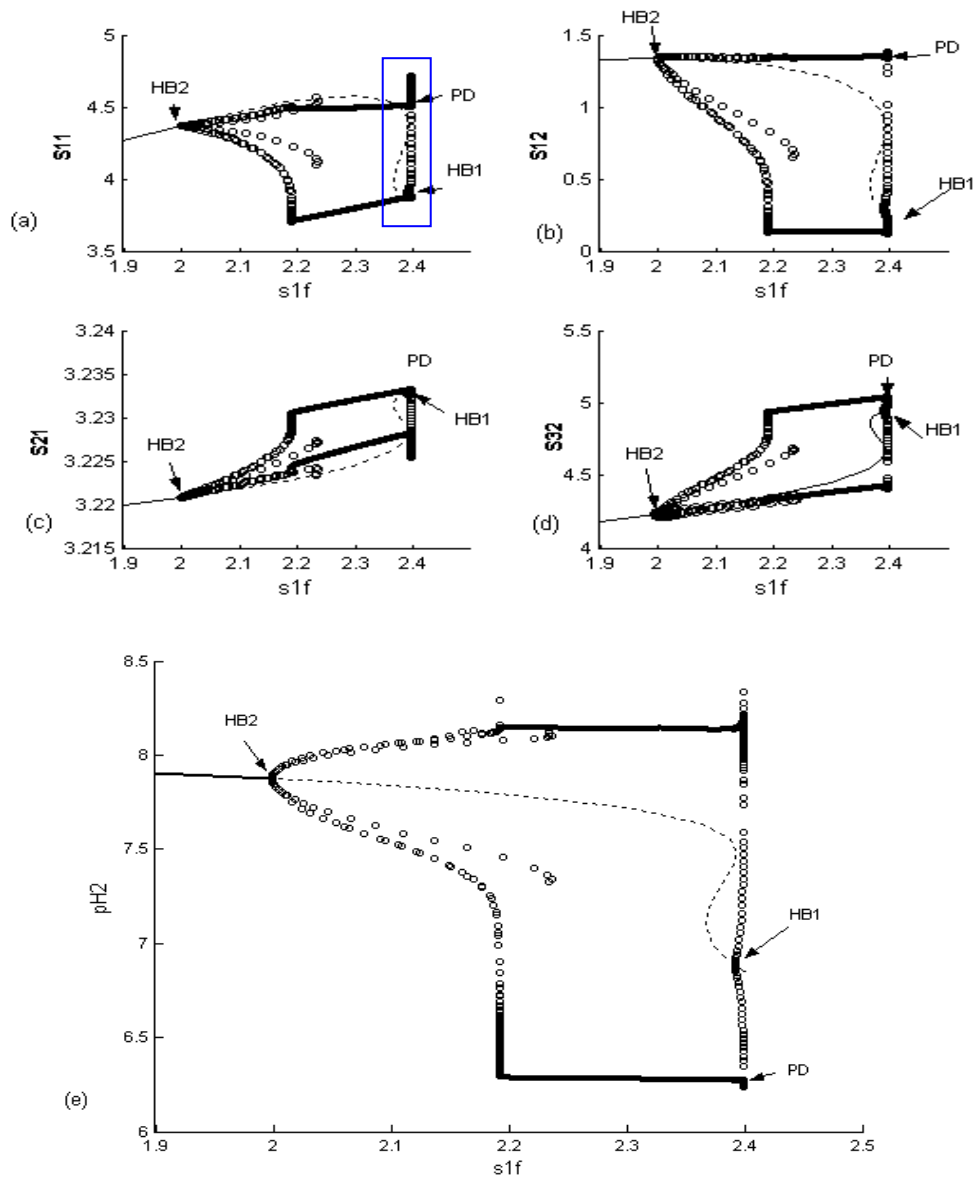 5
4.5
4
3.5
S11
HB2
PD
HB1
(a)
1.9
2
2.1
2.2
2.3
2.4
s1f
1.5
1
0.5
0
S12
HB2
PD
HB1
(b)
1.9
2
2.1
2.2
2.3
2.4
s1f
3.24
3.235
3.23
3.225
3.22
3.215
S21
PD
HB1
HB2
(c)
1.9
2
2.1
2.2
2.3
2.4
s1f
5.5
5
4.5
4
S32
PD
HB1
HB2
(d)
1.9
2
2.1
2.2
2.3
2.4
s1f
8.5
8
7.5
7
6.5
6
pH2
HB2
HB1
PD
(e)
1.9
2
2.1
2.2
2.3
2.4
2.5
s1f